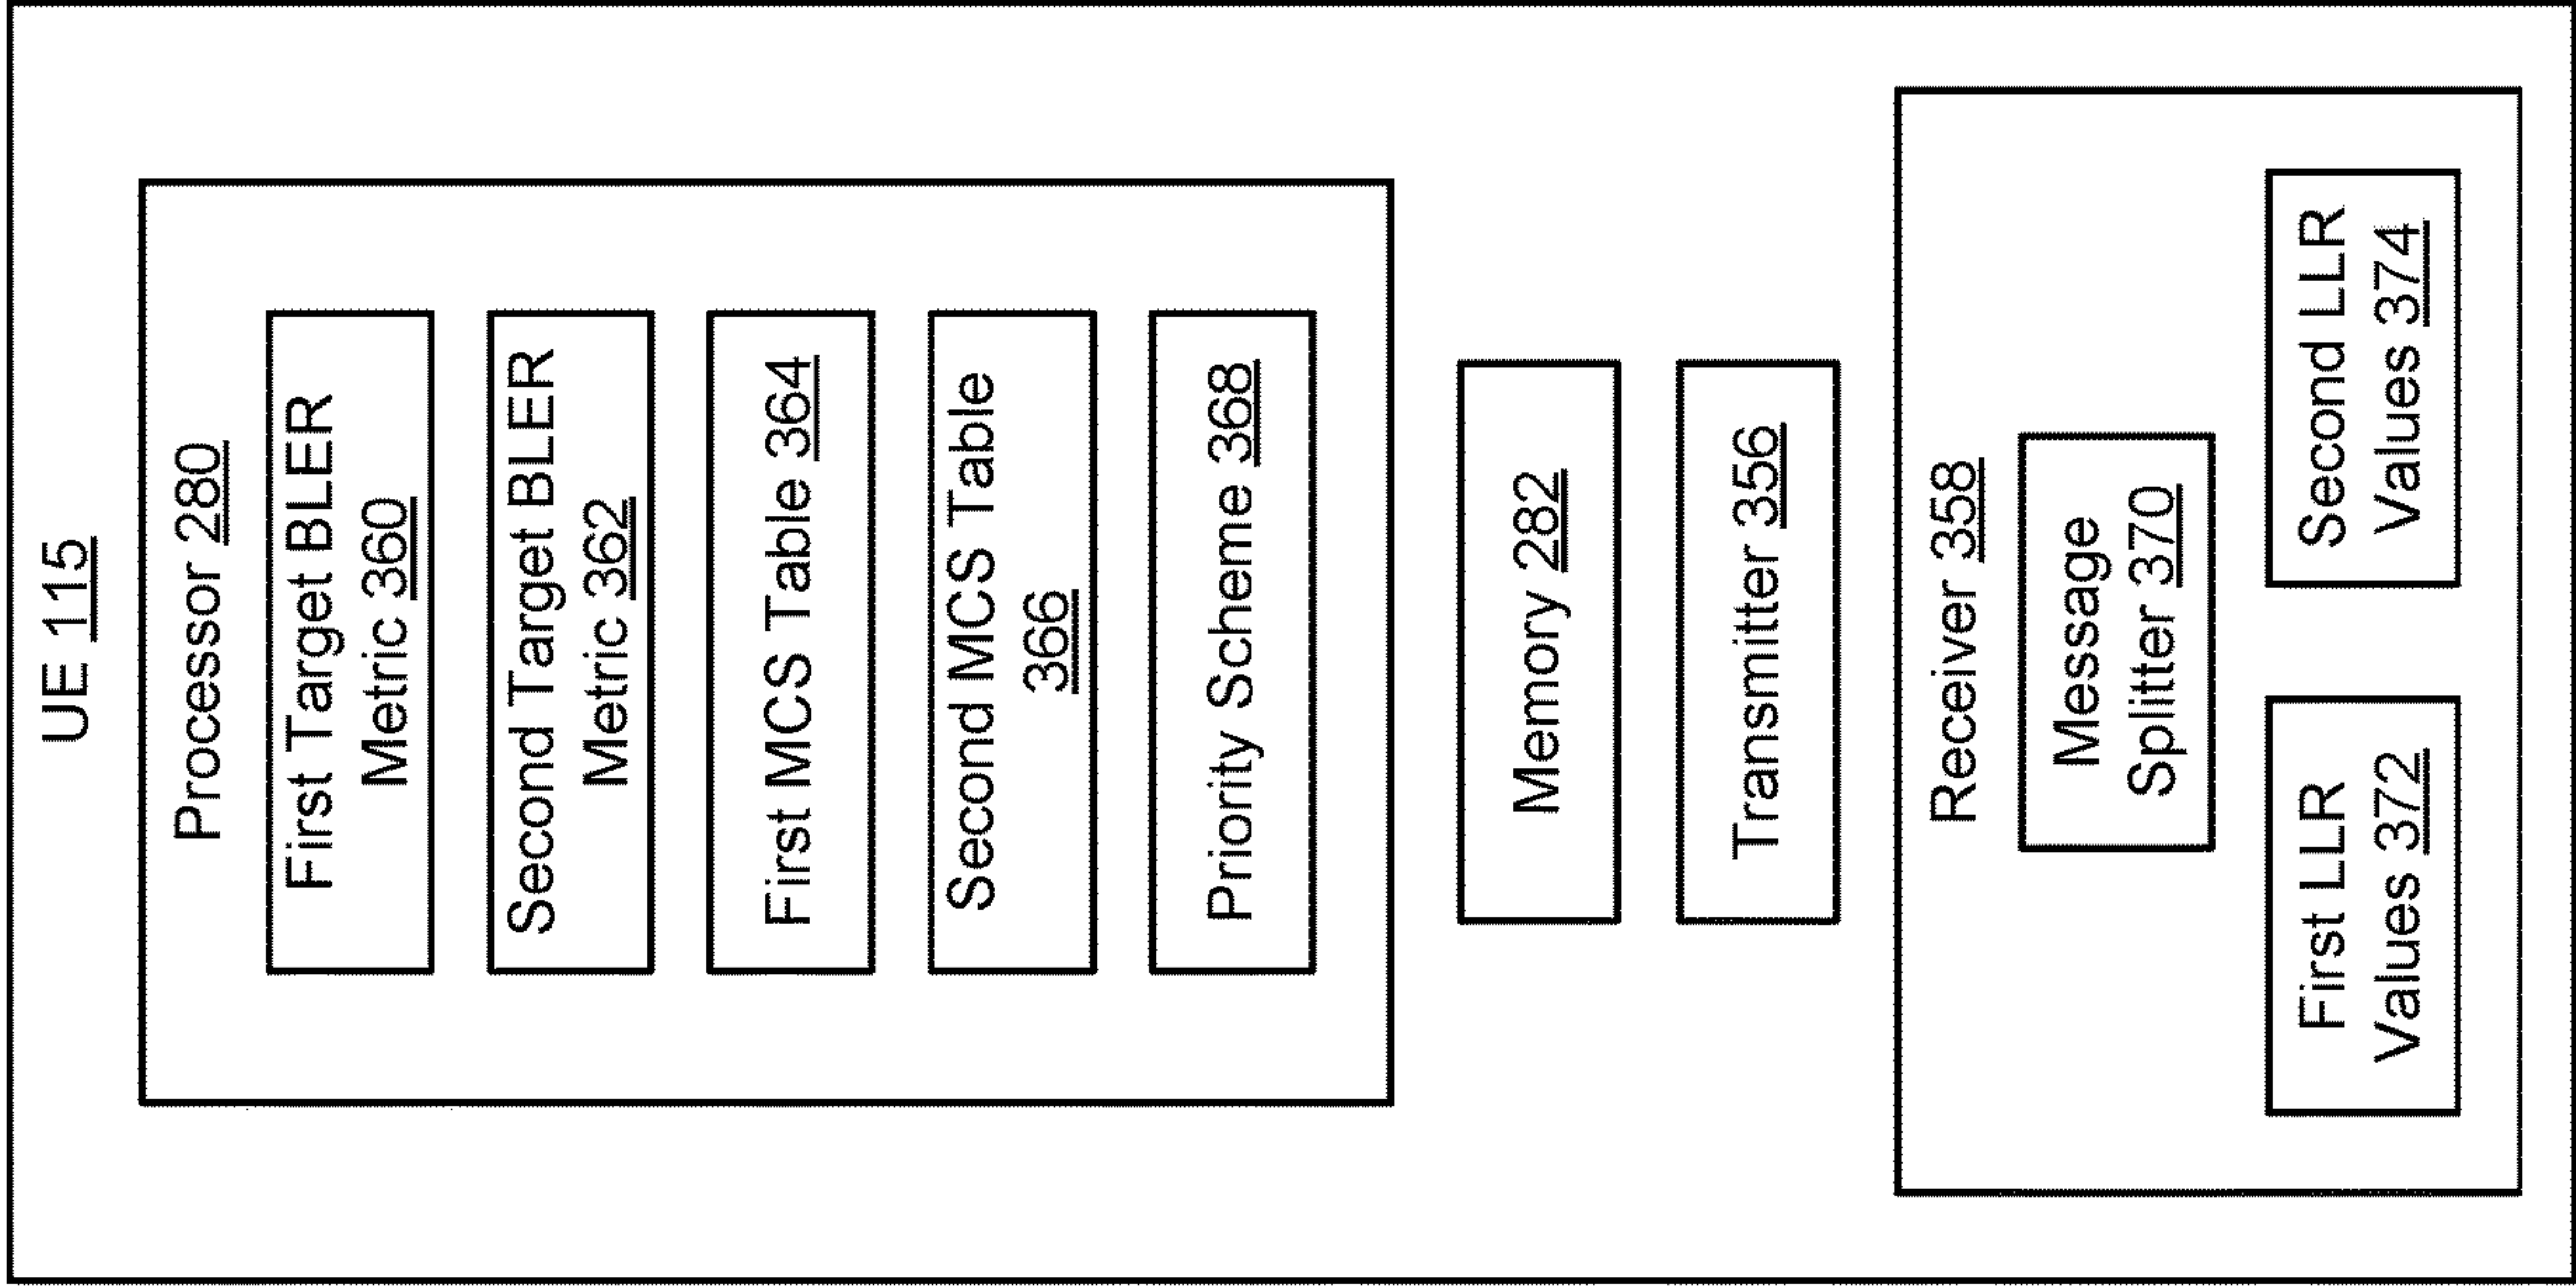 UE 115
Processor 280
First Target BLER
Metric 360
Second Target BLER
Metric 362
First MCS Table 364
Second MCS Table
366
Priority Scheme 368
Memory 282
Transmitter 356
Receiver 358
Message
Splitter 370
First LLR
Values 372
Second LLR
Values 374